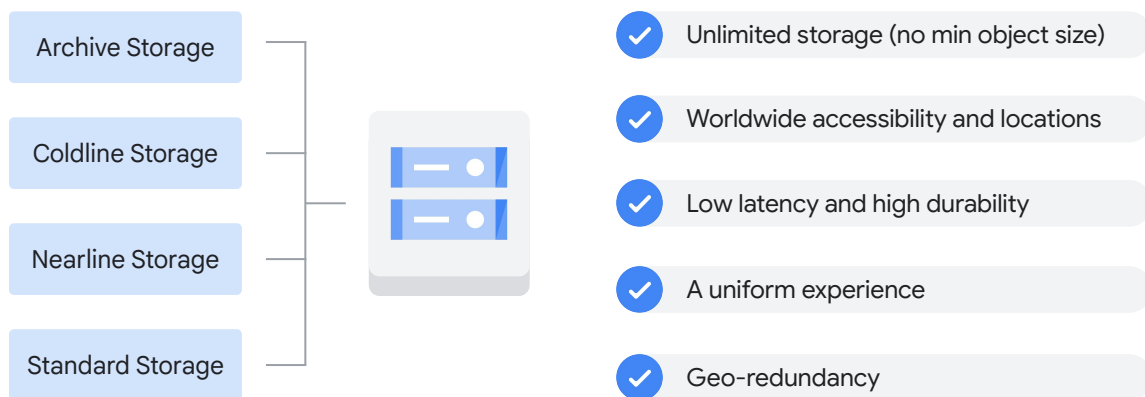 Archive Storage
Coldline Storage
Nearline Storage
Standard Storage
Unlimited storage (no min object size)
Worldwide accessibility and locations
Low latency and high durability
A uniform experience
Geo-redundancy